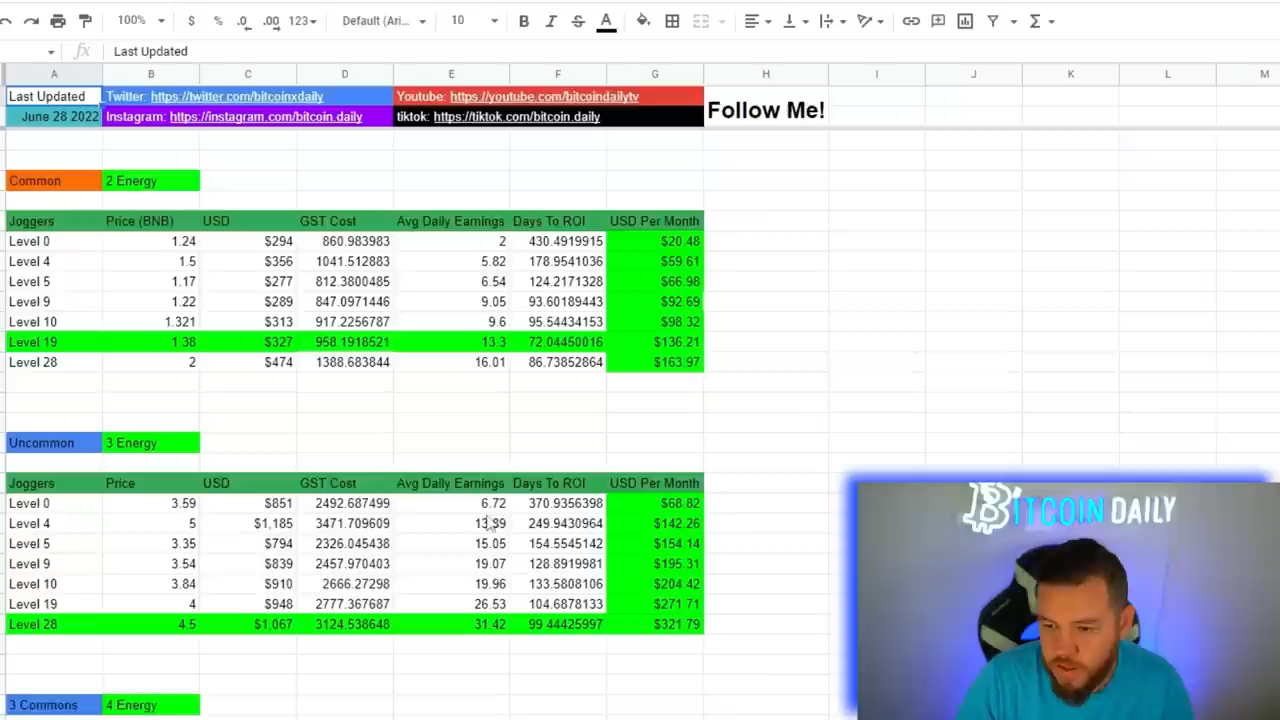 100% $ % .0 .00 123 Default (Ari... 10 B I S A
fx Last Updated
A B C D E F G H I J K L M
Last Updated Twitter: https://twitter.com/bitcoinxdaily Youtube: https://youtube.com/bitcoindailytv
June 28 2022 Instagram: https://instagram.com/bitcoin.daily tiktok: https://tiktok.com/bitcoin.daily Follow Me!
Common 2 Energy
Joggers Price (BNB) USD GST Cost Avg Daily Earnings Days To ROI USD Per Month
Level 0 1.24 $294 860.983983 2 430.4919915 $20.48
Level 4 1.5 $356 1041.512883 5.82 178.9541036 $59.61
Level 5 1.17 $277 812.3800485 6.54 124.2171328 $66.98
Level 9 1.22 $289 847.0971446 9.05 93.60189443 $92.69
Level 10 1.321 $313 917.2256787 9.6 95.54434153 $98.32
Level 19 1.38 $327 958.1918521 13.3 72.04450016 $136.21
Level 28 2 $474 1388.683844 16.01 86.73852864 $163.97
Uncommon 3 Energy
Joggers Price USD GST Cost Avg Daily Earnings Days To ROI USD Per Month
Level 0 3.59 $851 2492.687499 6.72 370.9356398 $68.82
Level 4 5 $1,185 3471.709609 13.89 249.9430964 $142.26
Level 5 3.35 $794 2326.045438 15.05 154.5545142 $154.14
Level 9 3.54 $839 2457.970403 19.07 128.8919981 $195.31
Level 10 3.84 $910 2666.27298 19.96 133.5808106 $204.42
Level 19 4 $948 2777.367687 26.53 104.6878133 $271.71
Level 28 4.5 $1,067 3124.538648 31.42 99.44425997 $321.79
3 Commons 4 Energy
BITCOIN DAILY